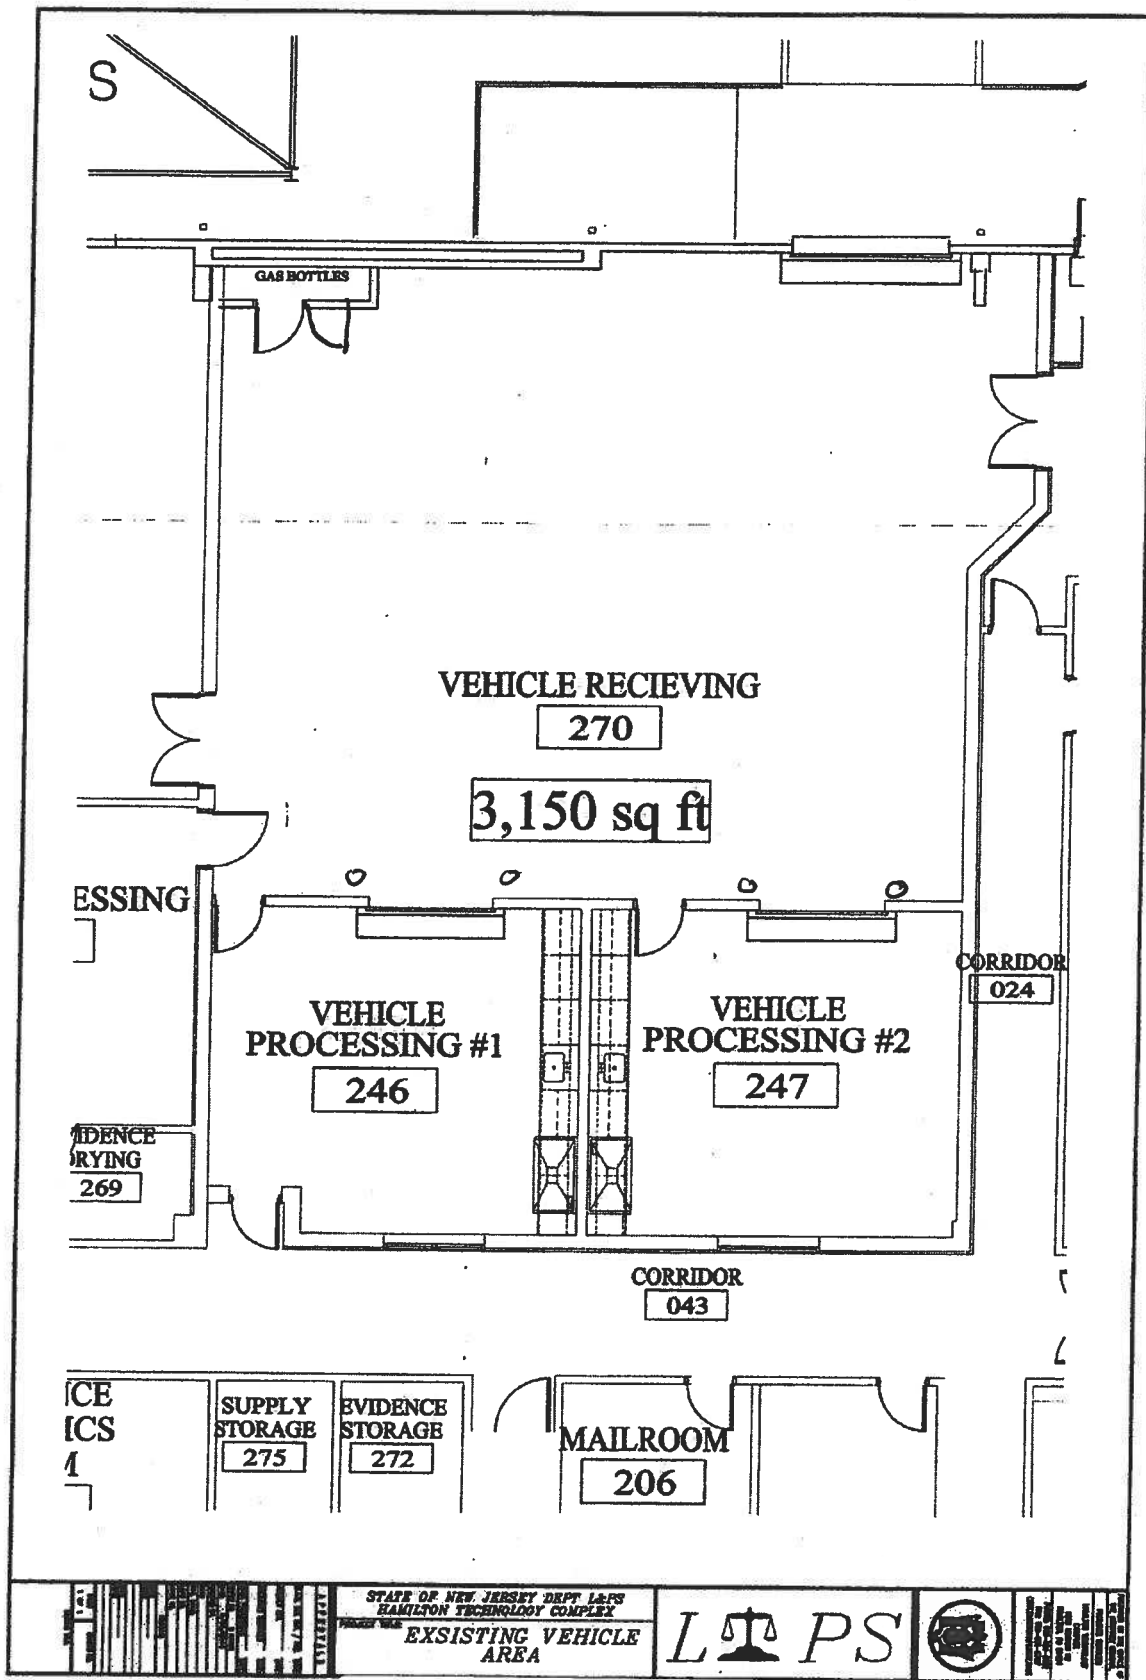 S
GAS BOTTLES
VEHICLE RECIEVING
270
3,150 sq ft
ESSING
CORRIDOR
024
VEHICLE
PROCESSING #1
246
VEHICLE
PROCESSING #2
247
IDENCE
RYING
269
CORRIDOR
043
ICE
ICS
M
SUPPLY
STORAGE
275
EVIDENCE
STORAGE
272
MAILROOM
206
STATE OF NEW JERSEY DEPT L&PS
HAMILTON TECHNOLOGY COMPLEX
EXSISTING VEHICLE
AREA
L PS